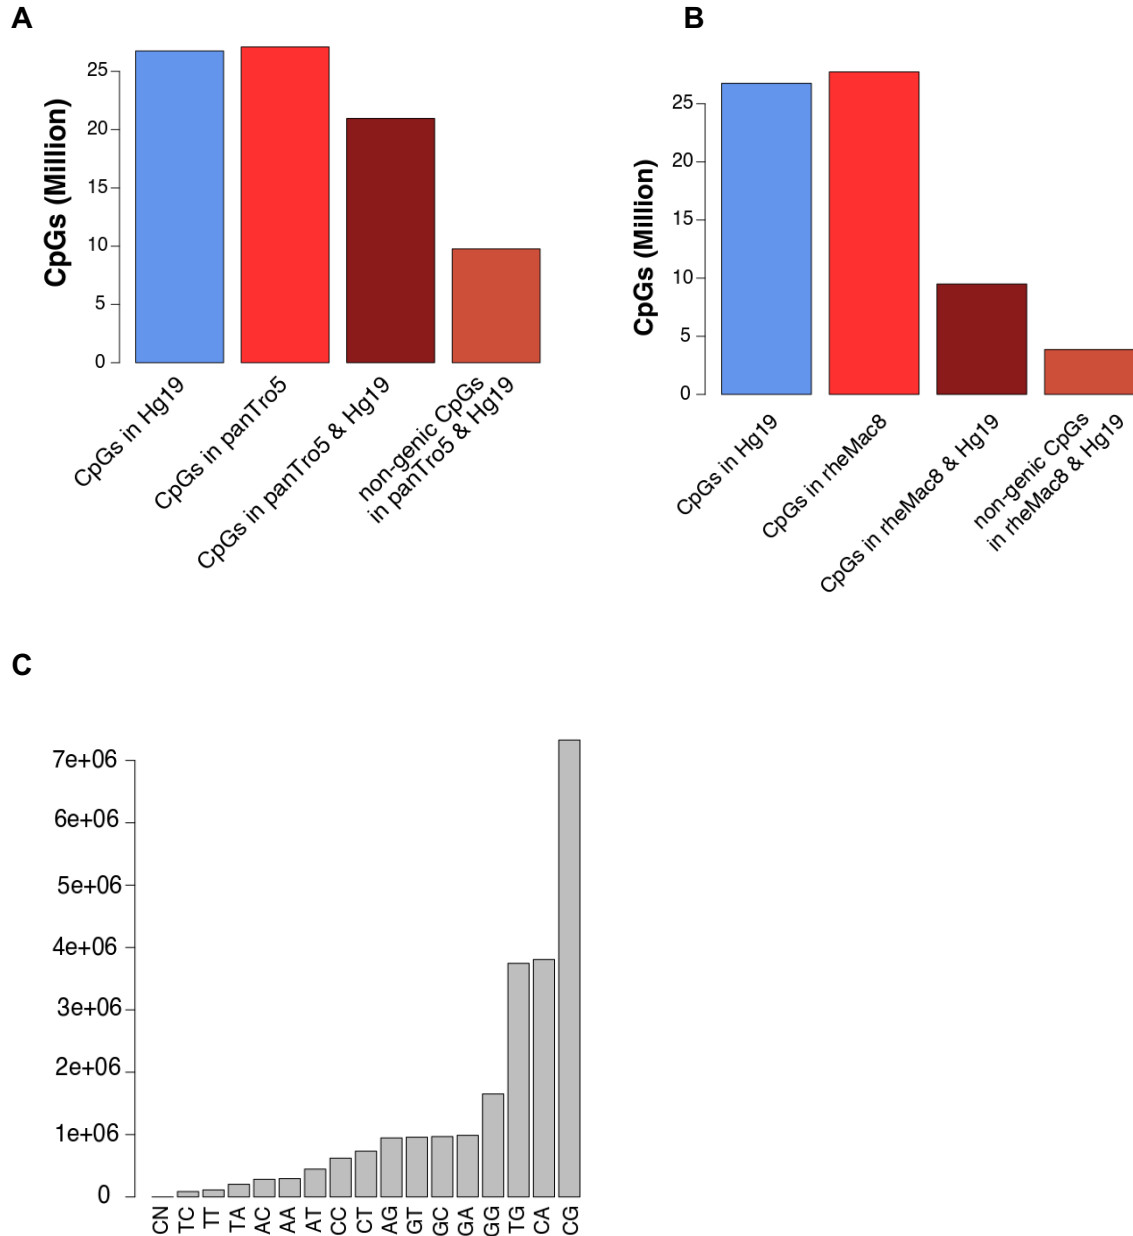 A
CpGs (Million)
25
20
15
10
5
0
CpGs in Hg19
CpGs in panTro5
CpGs in panTro5 & Hg19
non-genic CpGs
in panTro5 & Hg19
B
CpGs (Million)
25
20
15
10
5
0
CpGs in Hg19
CpGs in rheMac8
CpGs in rheMac8 & Hg19
non-genic CpGs
in rheMac8 & Hg19
C
7e+06
6e+06
5e+06
4e+06
3e+06
2e+06
1e+06
0
CN
TC
TT
TA
AC
AA
AT
CC
CT
AG
GT
GC
GA
GG
TG
CA
CG